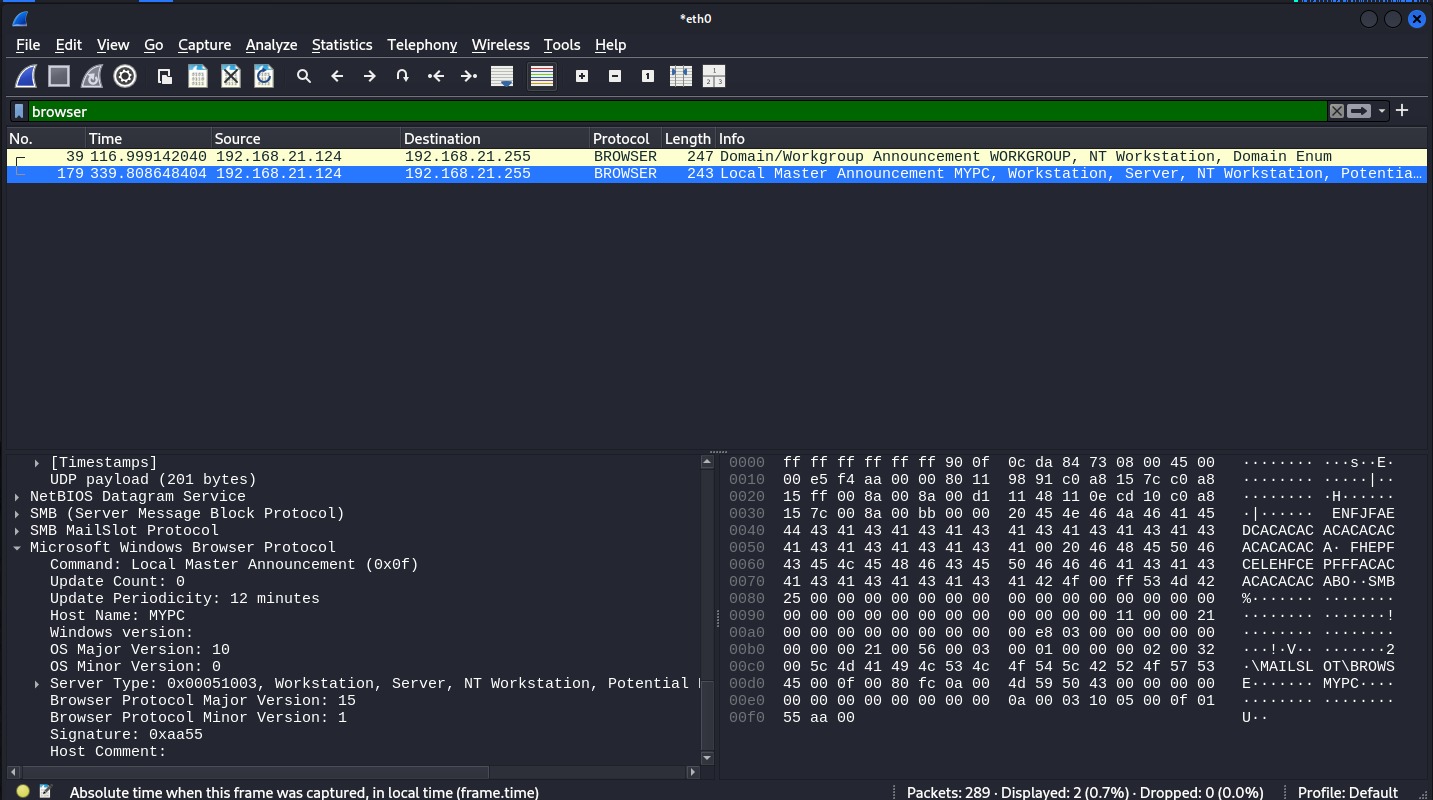 *eth0
File Edit View Go Capture Analyze Statistics Telephony Wireless Tools Help
browser
No. Time Source Destination Protocol Length Info
39 116.999142040 192.168.21.124 192.168.21.255 BROWSER 247 Domain/Workgroup Announcement WORKGROUP, NT Workstation, Domain Enum
179 339.808648404 192.168.21.124 192.168.21.255 BROWSER 243 Local Master Announcement MYPC, Workstation, Server, NT Workstation, Potentia…
[Timestamps]
UDP payload (201 bytes)
NetBIOS Datagram Service
SMB (Server Message Block Protocol)
SMB MailSlot Protocol
Microsoft Windows Browser Protocol
Command: Local Master Announcement (0x0f)
Update Count: 0
Update Periodicity: 12 minutes
Host Name: MYPC
Windows version:
OS Major Version: 10
OS Minor Version: 0
Server Type: 0x00051003, Workstation, Server, NT Workstation, Potential
Browser Protocol Major Version: 15
Browser Protocol Minor Version: 1
Signature: 0xaa55
Host Comment:
0000 ff ff ff ff ff ff 90 0f 0c da 84 73 08 00 45 00 ········ ···s··E·
0010 00 e5 f4 aa 00 00 80 11 98 91 c0 a8 15 7c c0 a8 ········ ·····|··
0020 15 ff 00 8a 00 8a 00 d1 11 48 11 0e cd 10 c0 a8 ········ ·H······
0030 15 7c 00 8a 00 bb 00 00 20 45 4e 46 4a 46 41 45 ·|······ ENFJFAE
0040 44 43 41 43 41 43 41 43 41 43 41 43 41 43 41 43 DCACACAC ACACACAC
0050 41 43 41 43 41 43 41 43 41 00 20 46 48 45 50 46 ACACACAC A· FHEPF
0060 43 45 4c 45 48 46 43 45 50 46 46 46 41 43 41 43 CELEHFCE PFFFACAC
0070 41 43 41 43 41 43 41 43 41 42 4f 00 ff 53 4d 42 ACACACAC ABO··SMB
0080 25 00 00 00 00 00 00 00 00 00 00 00 00 00 00 00 %······· ········
0090 00 00 00 00 00 00 00 00 00 00 00 00 11 00 00 21 ········ ·······!
00a0 00 00 00 00 00 00 00 00 00 e8 03 00 00 00 00 00 ········ ········
00b0 00 00 00 21 00 56 00 03 00 01 00 00 00 02 00 32 ···!·V·· ·······2
00c0 00 5c 4d 41 49 4c 53 4c 4f 54 5c 42 52 4f 57 53 ·\MAILSL OT\BROWS
00d0 45 00 0f 00 80 fc 0a 00 4d 59 50 43 00 00 00 00 E······· MYPC····
00e0 00 00 00 00 00 00 00 00 0a 00 03 10 05 00 0f 01 ········ ········
00f0 55 aa 00 U··
Absolute time when this frame was captured, in local time (frame.time) Packets: 289 · Displayed: 2 (0.7%) · Dropped: 0 (0.0%) Profile: Default